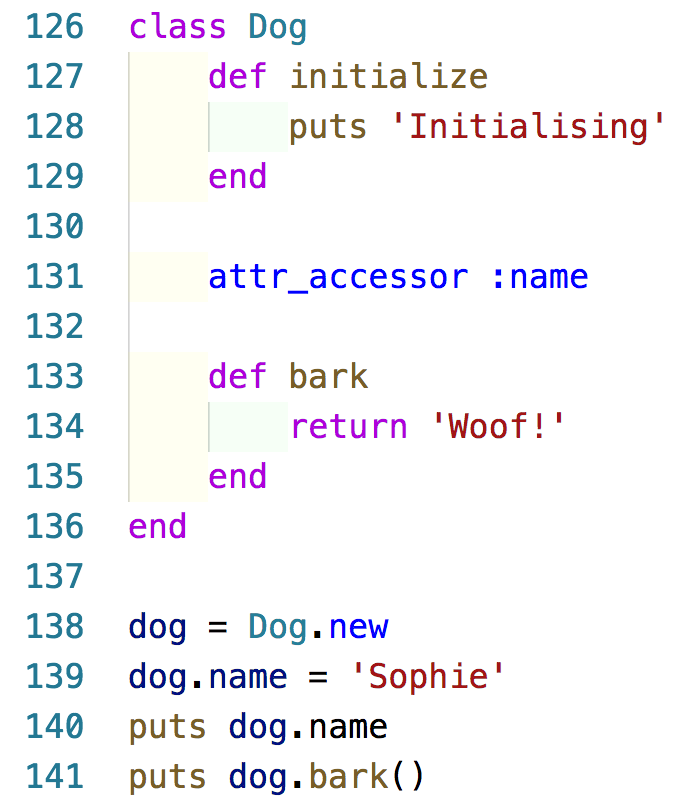 126 class Dog
127     def initialize
128         puts 'Initialising'
129     end
130
131     attr_accessor :name
132
133     def bark
134         return 'Woof!'
135     end
136 end
137
138 dog = Dog.new
139 dog.name = 'Sophie'
140 puts dog.name
141 puts dog.bark()